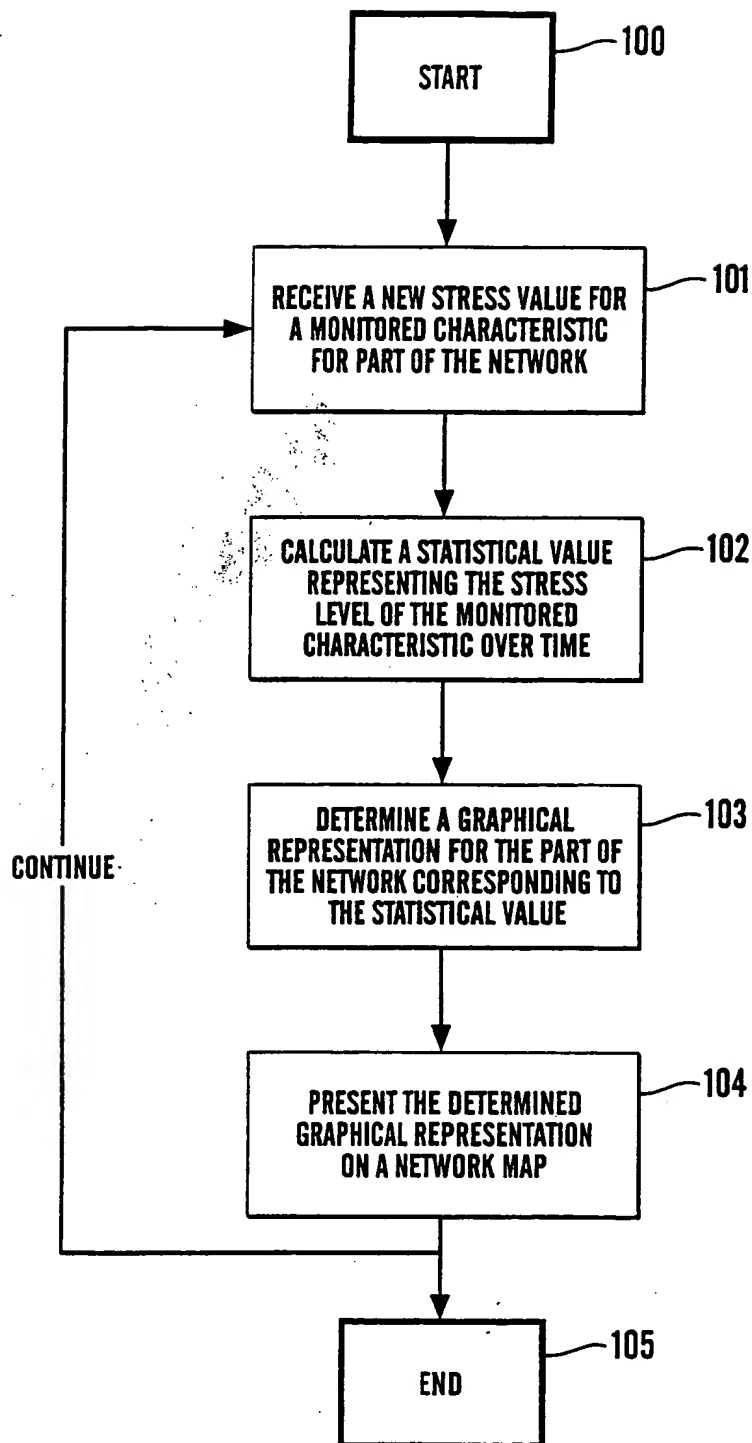 100
START
101
RECEIVE A NEW STRESS VALUE FOR
A MONITORED CHARACTERISTIC
FOR PART OF THE NETWORK
102
CALCULATE A STATISTICAL VALUE
REPRESENTING THE STRESS
LEVEL OF THE MONITORED
CHARACTERISTIC OVER TIME
103
DETERMINE A GRAPHICAL
REPRESENTATION FOR THE PART OF
THE NETWORK CORRESPONDING TO
THE STATISTICAL VALUE
CONTINUE
104
PRESENT THE DETERMINED
GRAPHICAL REPRESENTATION
ON A NETWORK MAP
105
END